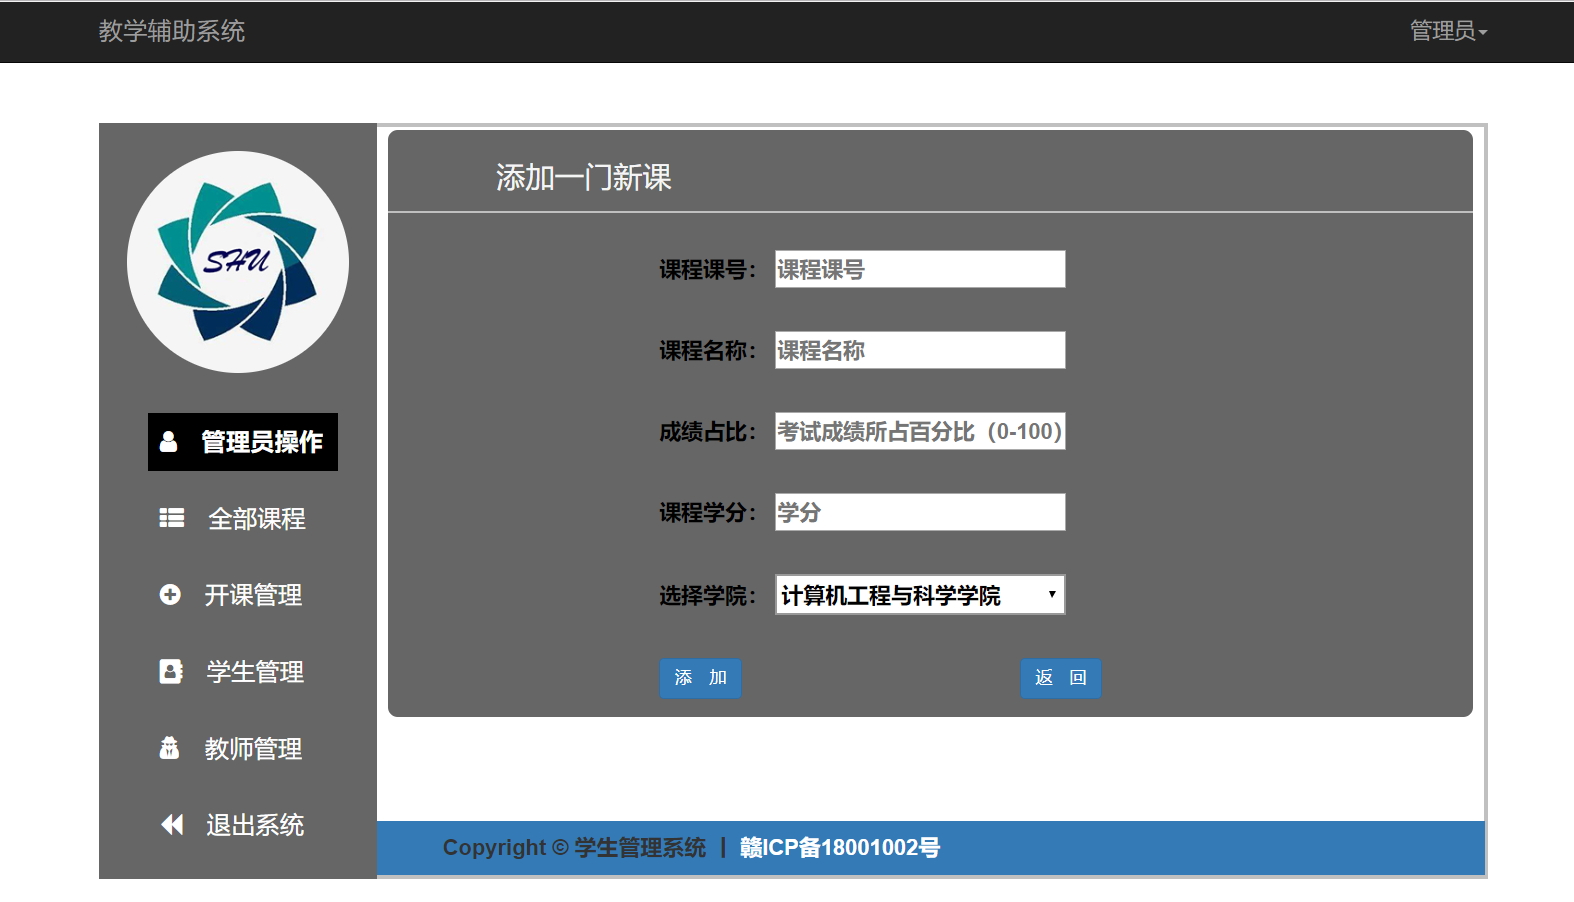 教学辅助系统
管理员
SHU
管理员操作
全部课程
开课管理
学生管理
教师管理
退出系统
添加一门新课
课程课号： 课程课号
课程名称： 课程名称
成绩占比： 考试成绩所占百分比（0-100）
课程学分： 学分
选择学院： 计算机工程与科学学院
添 加 返 回
Copyright © 学生管理系统 | 赣ICP备18001002号